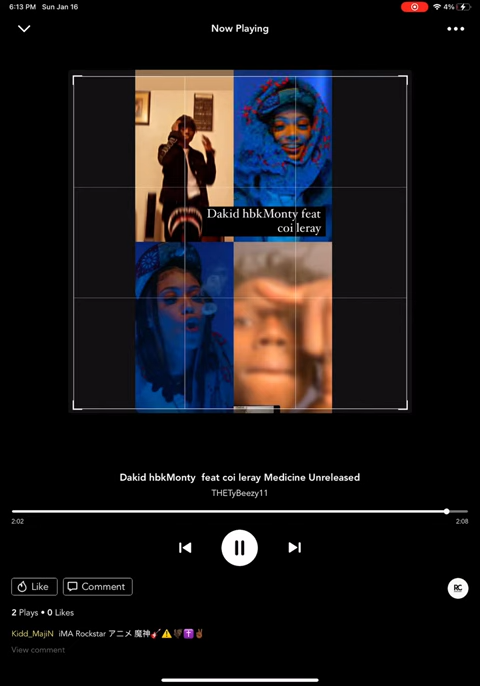 6:13 PM Sun Jan 16
4%
Now Playing
Dakid hbkMonty feat
coi leray
Dakid hbkMonty feat coi leray Medicine Unreleased
THETyBeezy11
2:02
2:08
Like
Comment
RC
2 Plays • 0 Likes
Kidd_MajiN iMA Rockstar アニメ 魔神🎸⚠️🖤✝️✌🏾
View comment